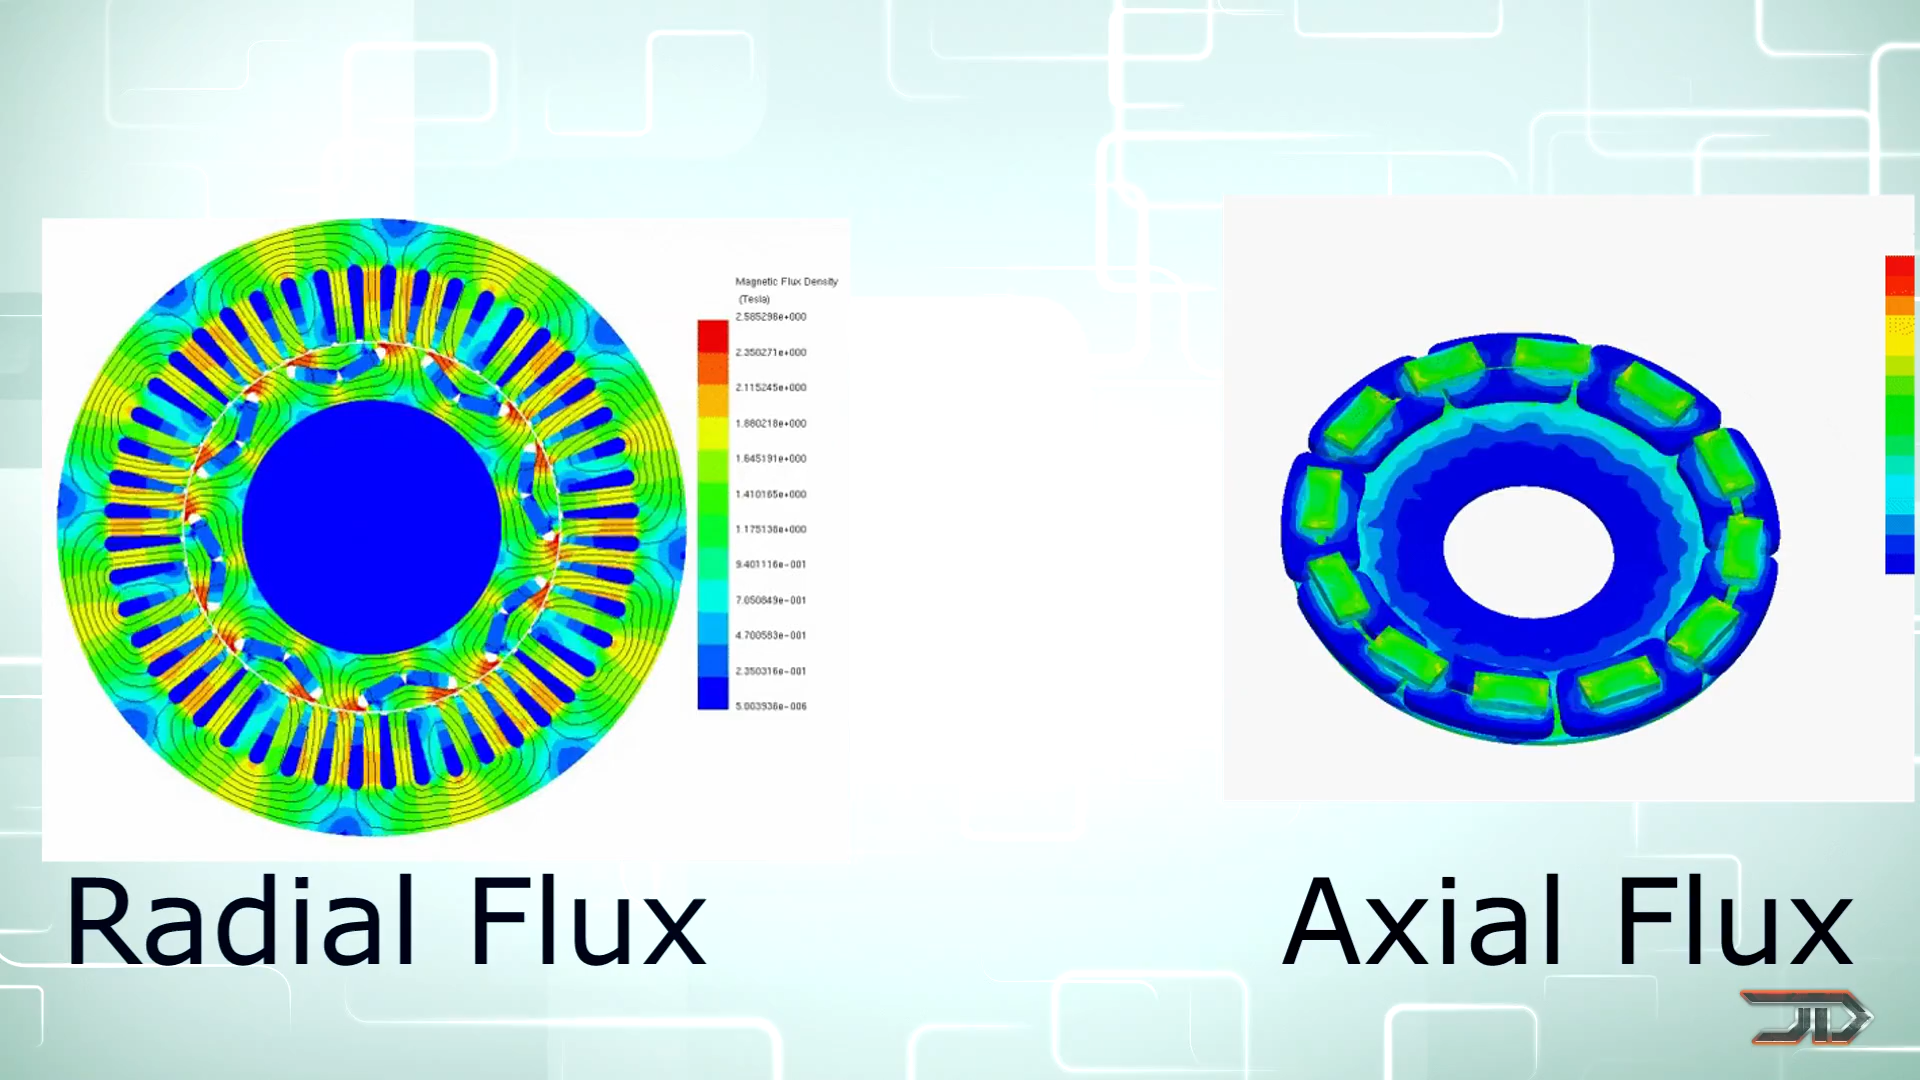 Magnetic Flux Density
(Tesla)
2.585298e+000
2.350271e+000
2.115245e+000
1.880218e+000
1.645191e+000
1.410165e+000
1.175138e+000
9.401116e-001
7.050849e-001
4.700583e-001
2.350316e-001
5.003936e-006
Radial Flux
Axial Flux
JD